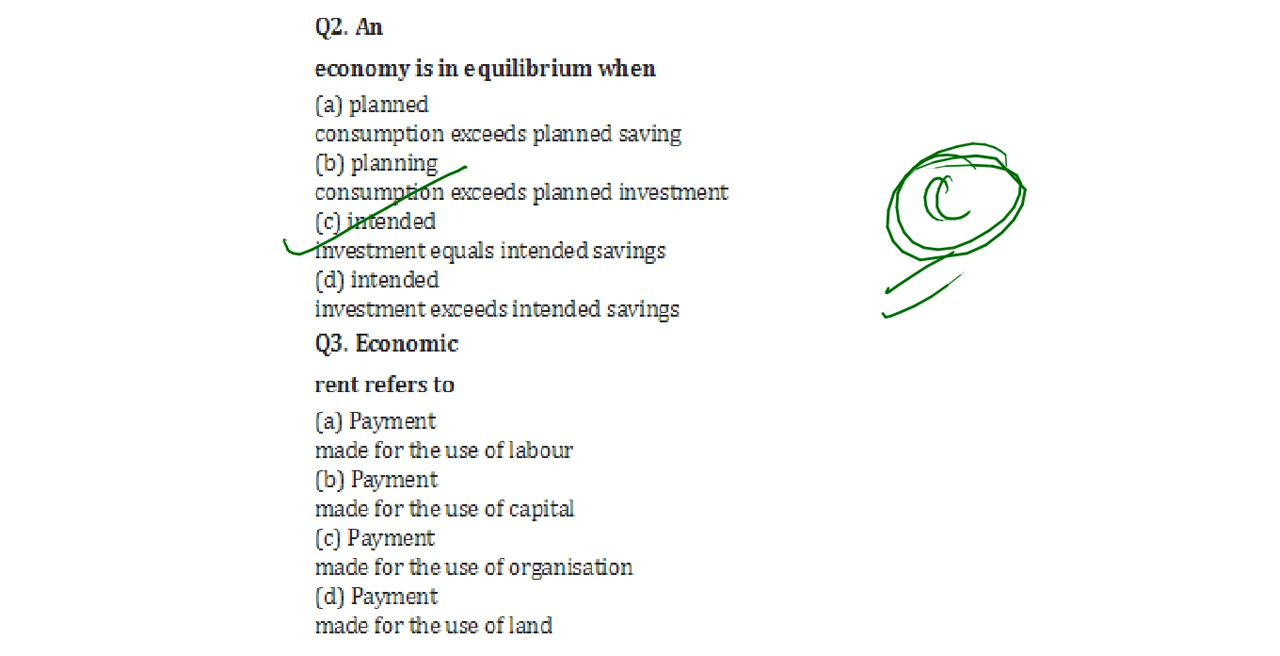 Q2. An
economy is in equilibrium when
(a) planned
consumption exceeds planned saving
(b) planning
consumption exceeds planned investment
(c) intended
investment equals intended savings
(d) intended
investment exceeds intended savings
C
Q3. Economic
rent refers to
(a) Payment
made for the use of labour
(b) Payment
made for the use of capital
(c) Payment
made for the use of organisation
(d) Payment
made for the use of land